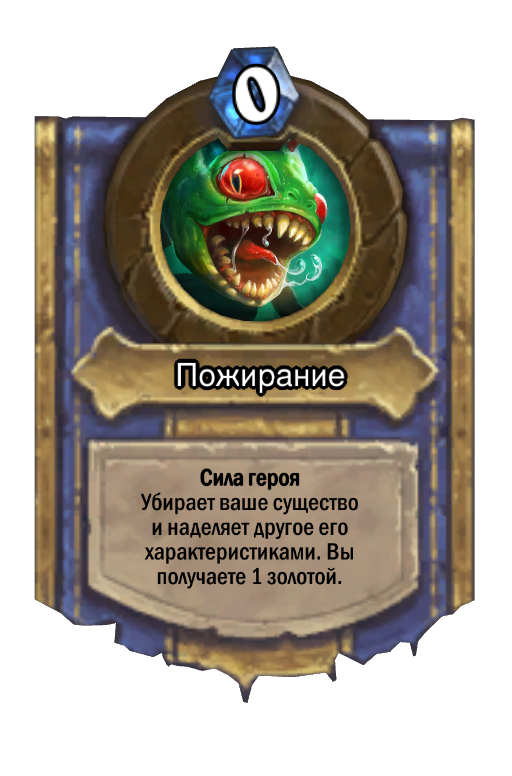 0
Пожирание
Сила героя
Убирает ваше существо
и наделяет другое его
характеристиками. Вы
получаете 1 золотой.